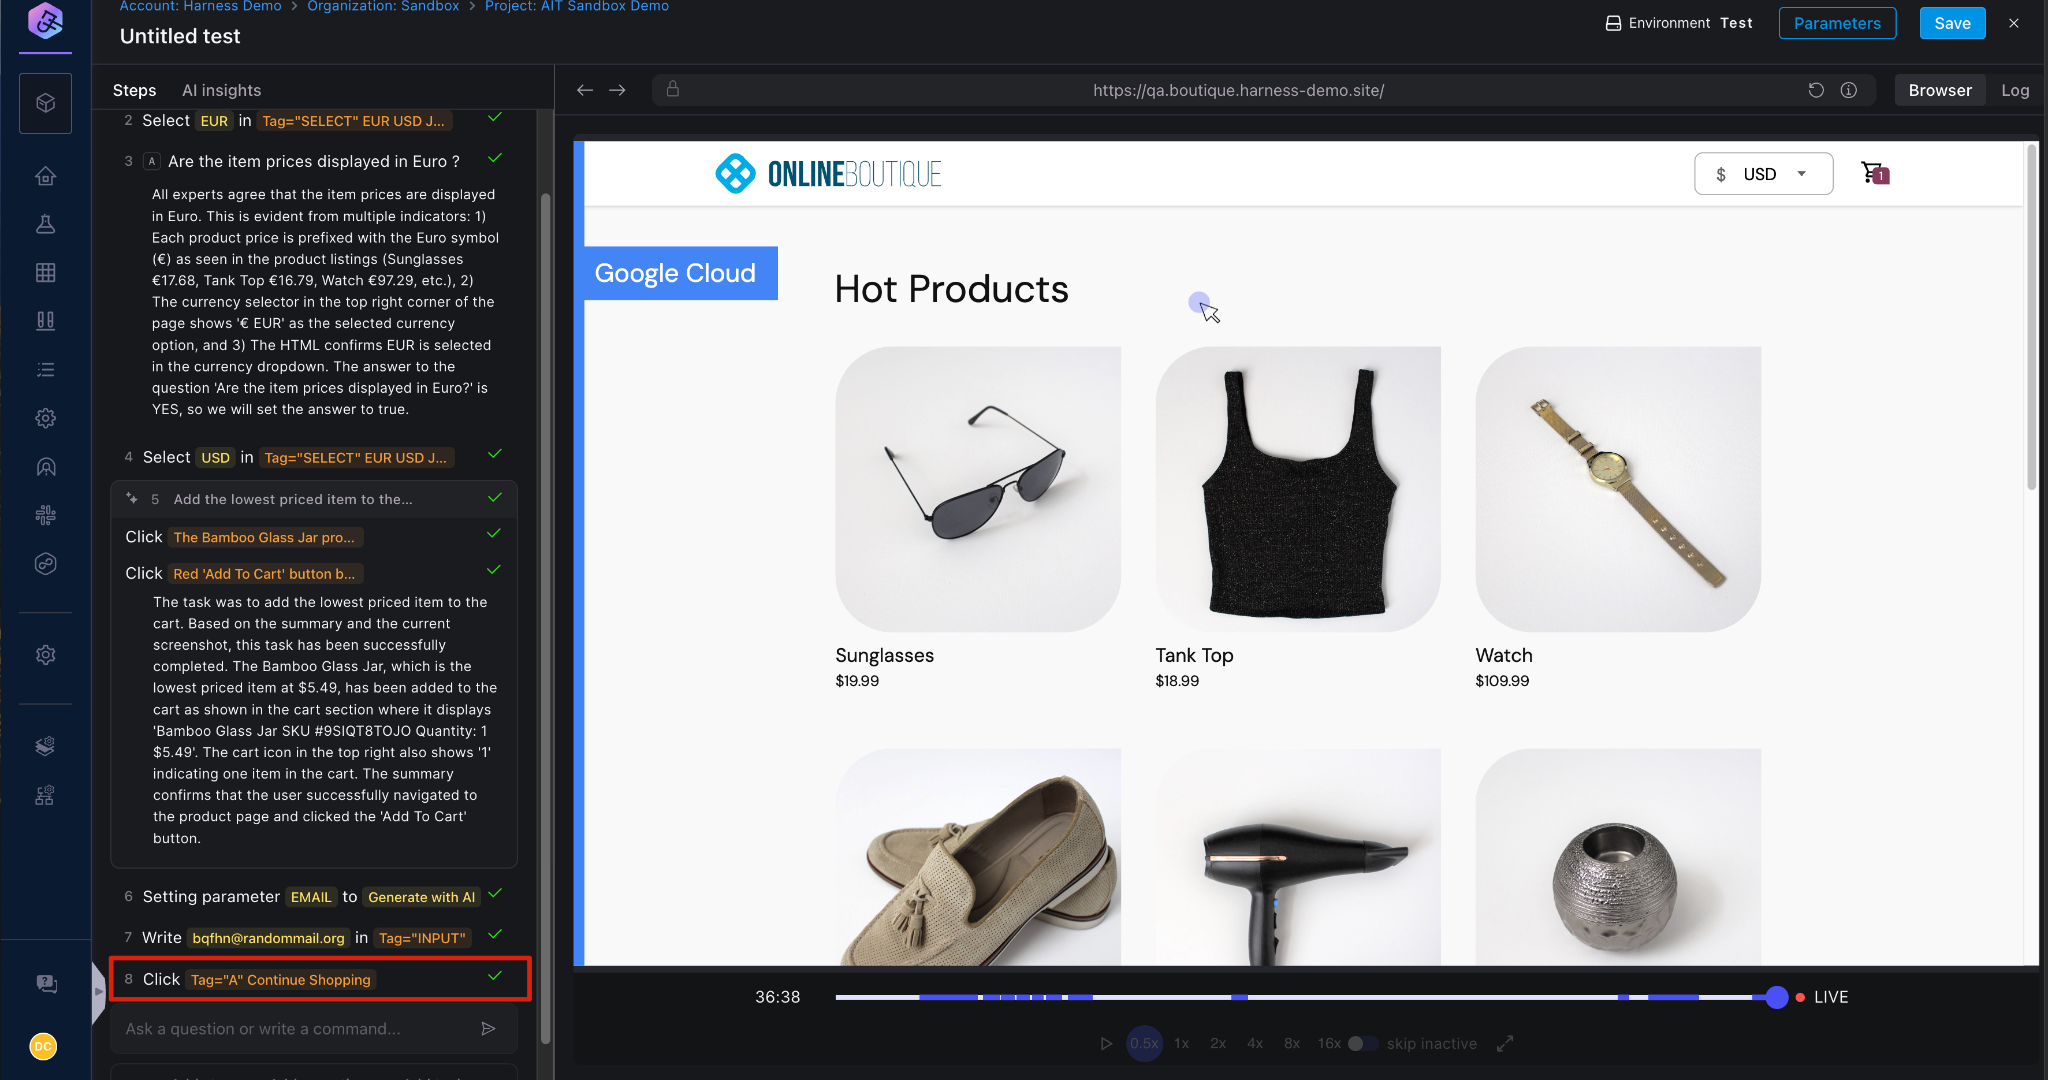 Account: Harness Demo > Organization: Sandbox > Project: AIT Sandbox Demo
Untitled test
Environment Test
Parameters
Save
Steps
AI insights
https://qa.boutique.harness-demo.site/
Browser
Log
2 Select EUR in Tag="SELECT" EUR USD J...
3 A Are the item prices displayed in Euro ?
All experts agree that the item prices are displayed
in Euro. This is evident from multiple indicators: 1)
Each product price is prefixed with the Euro symbol
(€) as seen in the product listings (Sunglasses
€17.68, Tank Top €16.79, Watch €97.29, etc.), 2)
The currency selector in the top right corner of the
page shows '€ EUR' as the selected currency
option, and 3) The HTML confirms EUR is selected
in the currency dropdown. The answer to the
question 'Are the item prices displayed in Euro?' is
YES, so we will set the answer to true.
4 Select USD in Tag="SELECT" EUR USD J...
5 Add the lowest priced item to the...
Click The Bamboo Glass Jar pro...
Click Red 'Add To Cart' button b...
The task was to add the lowest priced item to the
cart. Based on the summary and the current
screenshot, this task has been successfully
completed. The Bamboo Glass Jar, which is the
lowest priced item at $5.49, has been added to the
cart as shown in the cart section where it displays
'Bamboo Glass Jar SKU #9SIQT8TOJO Quantity: 1
$5.49'. The cart icon in the top right also shows '1'
indicating one item in the cart. The summary
confirms that the user successfully navigated to
the product page and clicked the 'Add To Cart'
button.
6 Setting parameter EMAIL to Generate with AI
7 Write bqfhn@randommail.org in Tag="INPUT"
8 Click Tag="A" Continue Shopping
Ask a question or write a command...
DC
ONLINEBOUTIQUE
$ USD
1
Google Cloud
Hot Products
Sunglasses
$19.99
Tank Top
$18.99
Watch
$109.99
36:38
LIVE
0.5x 1x 2x 4x 8x 16x skip inactive